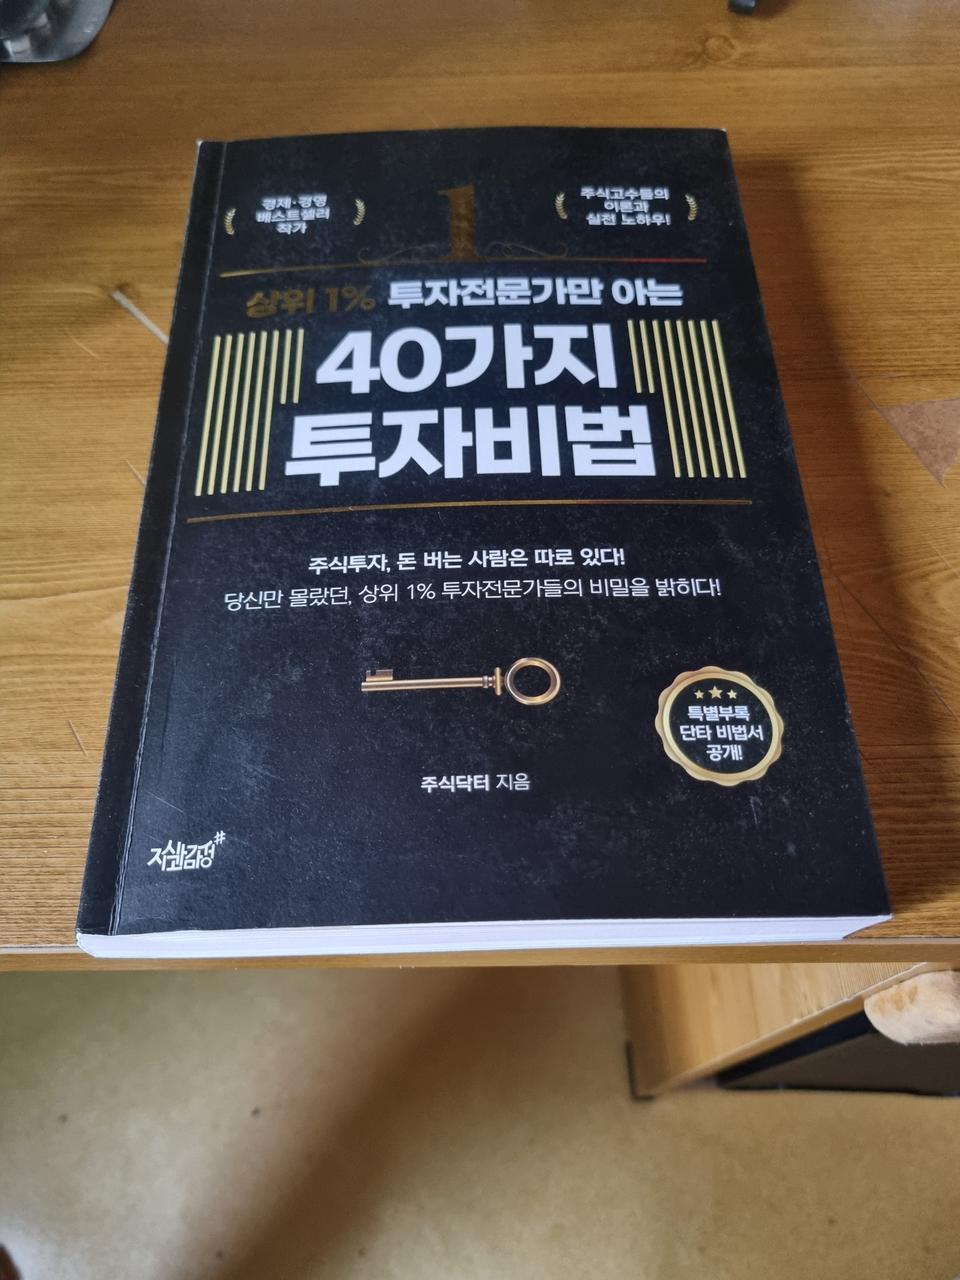 경제·경영
베스트셀러
작가
1
주식고수들의
이론과
실전 노하우!
상위 1% 투자전문가만 아는
40가지
투자비법
주식투자, 돈 버는 사람은 따로 있다!
당신만 몰랐던, 상위 1% 투자전문가들의 비밀을 밝히다!
특별부록
단타 비법서
공개!
주식닥터 지음
지식과감정#